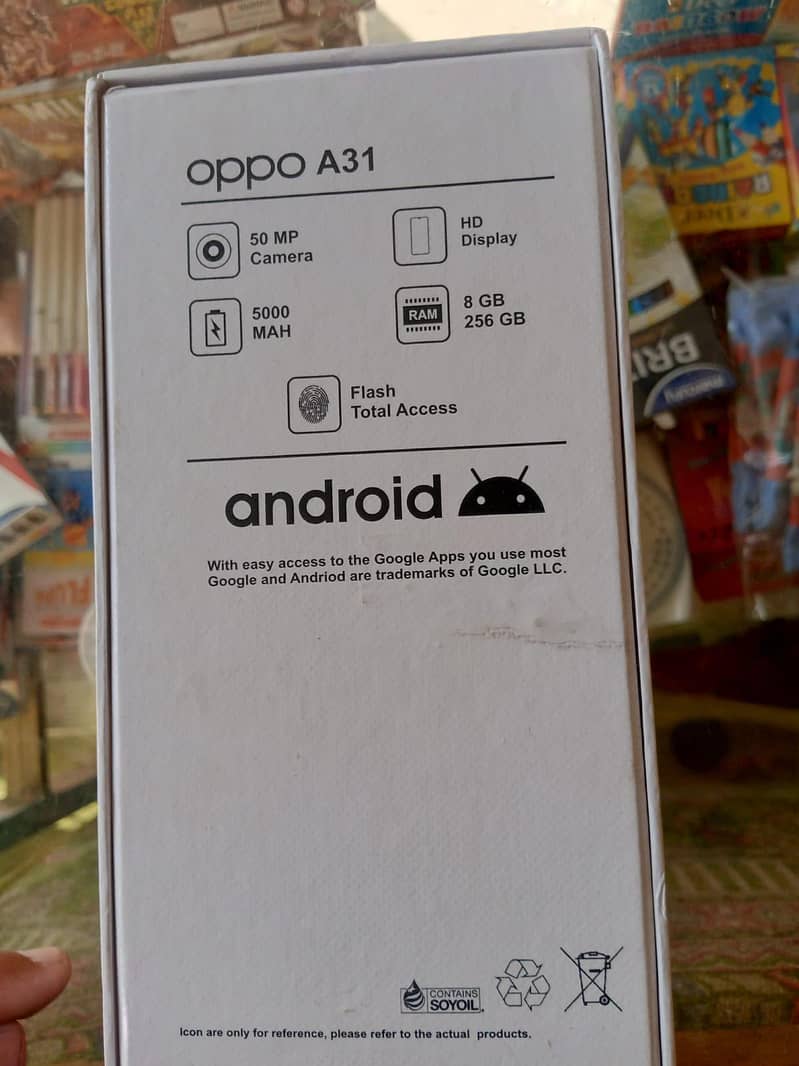 oppo A31
50 MP
Camera
HD
Display
5000
MAH
RAM
8 GB
256 GB
Flash
Total Access
android
With easy access to the Google Apps you use most
Google and Andriod are trademarks of Google LLC.
CONTAINS
SOYOIL
Icon are only for reference, please refer to the actual products.
BRI
mercury